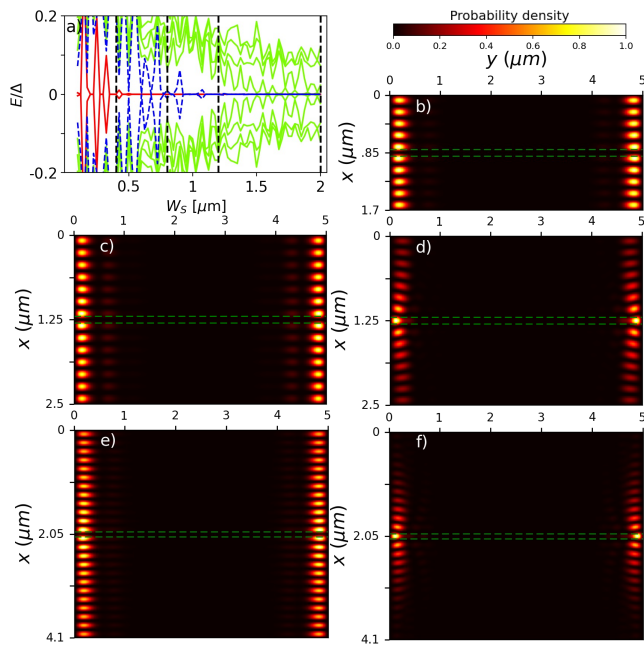 Probability density
0.0 0.2 0.4 0.6 0.8 1.0
y (μm)
a)
0.2
E/Δ
0
-0.2
0.5 1 1.5 2
W_S [μm]
0 1 2 3 4 5
b)
0
x (μm)
.85
1.7
0 1 2 3 4 5
c)
0
x (μm)
1.25
2.5
0 1 2 3 4 5
d)
0
x (μm)
1.25
2.5
0 1 2 3 4 5
e)
0
x (μm)
2.05
4.1
0 1 2 3 4 5
f)
0
x (μm)
2.05
4.1